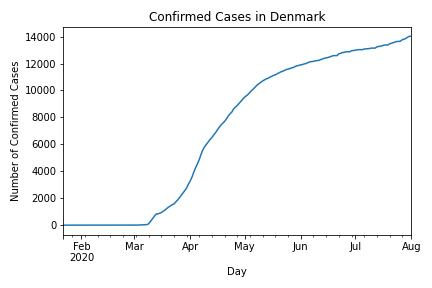 Confirmed Cases in Denmark
Number of Confirmed Cases
14000
12000
10000
8000
6000
4000
2000
0
Feb Mar Apr May Jun Jul Aug
2020
Day